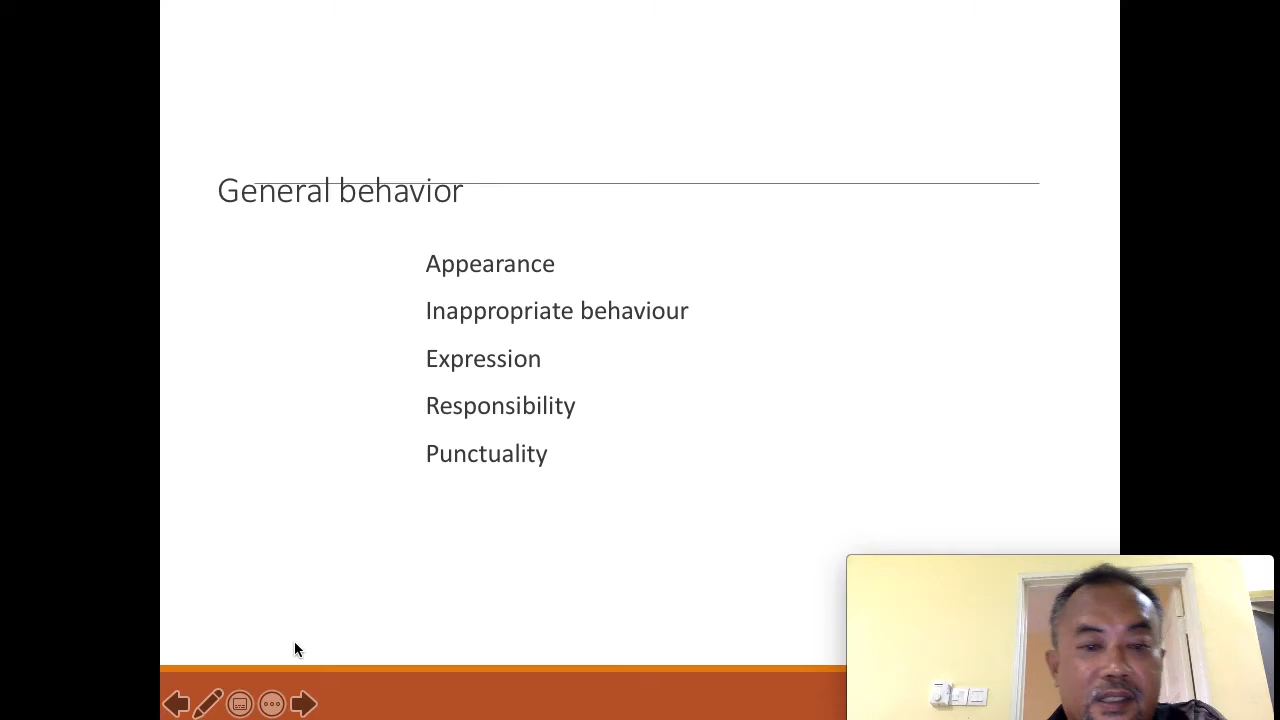 General behavior
Appearance
Inappropriate behaviour
Expression
Responsibility
Punctuality